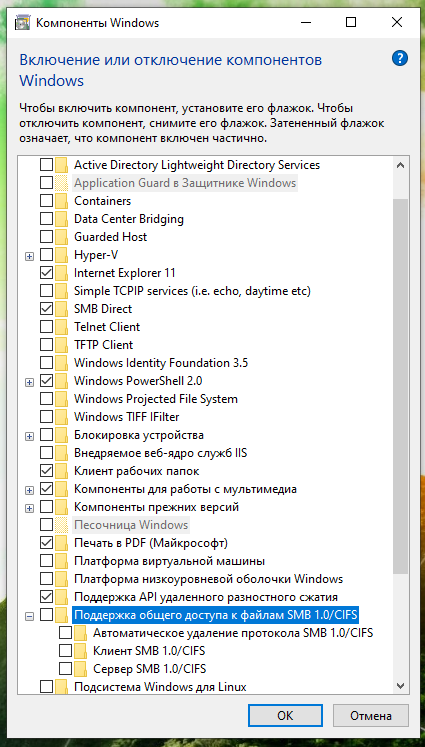 Компоненты Windows
Включение или отключение компонентов
Windows
?
Чтобы включить компонент, установите его флажок. Чтобы
отключить компонент, снимите его флажок. Затененный флажок
означает, что компонент включен частично.
Active Directory Lightweight Directory Services
Application Guard в Защитнике Windows
Containers
Data Center Bridging
Guarded Host
Hyper-V
Internet Explorer 11
Simple TCPIP services (i.e. echo, daytime etc)
SMB Direct
Telnet Client
TFTP Client
Windows Identity Foundation 3.5
Windows PowerShell 2.0
Windows Projected File System
Windows TIFF IFilter
Блокировка устройства
Внедряемое веб-ядро служб IIS
Клиент рабочих папок
Компоненты для работы с мультимедиа
Компоненты прежних версий
Песочница Windows
Печать в PDF (Майкрософт)
Платформа виртуальной машины
Платформа низкоуровневой оболочки Windows
Поддержка API удаленного разностного сжатия
Поддержка общего доступа к файлам SMB 1.0/CIFS
Автоматическое удаление протокола SMB 1.0/CIFS
Клиент SMB 1.0/CIFS
Сервер SMB 1.0/CIFS
Подсистема Windows для Linux
ОК
Отмена